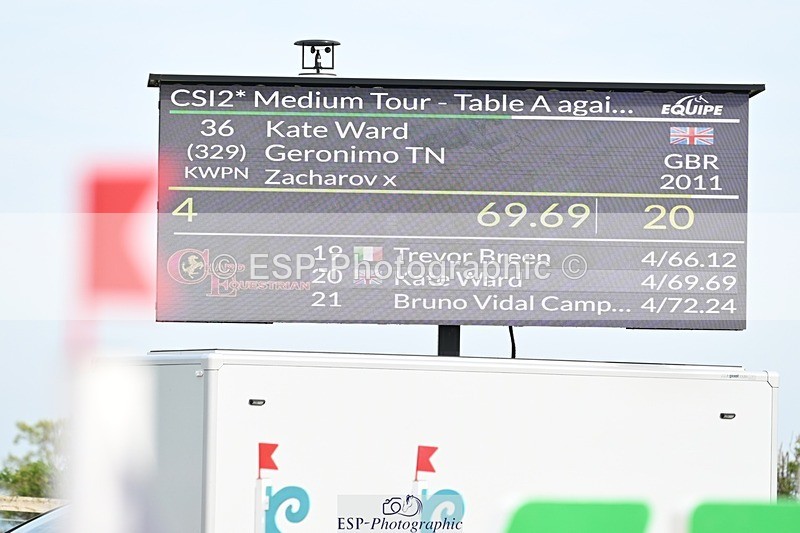 CSI2* Medium Tour - Table A agai...
EQUIPE
36 Kate Ward
(329) Geronimo TN GBR
KWPN Zacharov x 2011
4 69.69 20
19 Trevor Breen 4/66.12
20 Kate Ward 4/69.69
21 Bruno Vidal Camp... 4/72.24
CHARD
EQUESTRIAN
© ESP-Photographic ©
ESP-Photographic